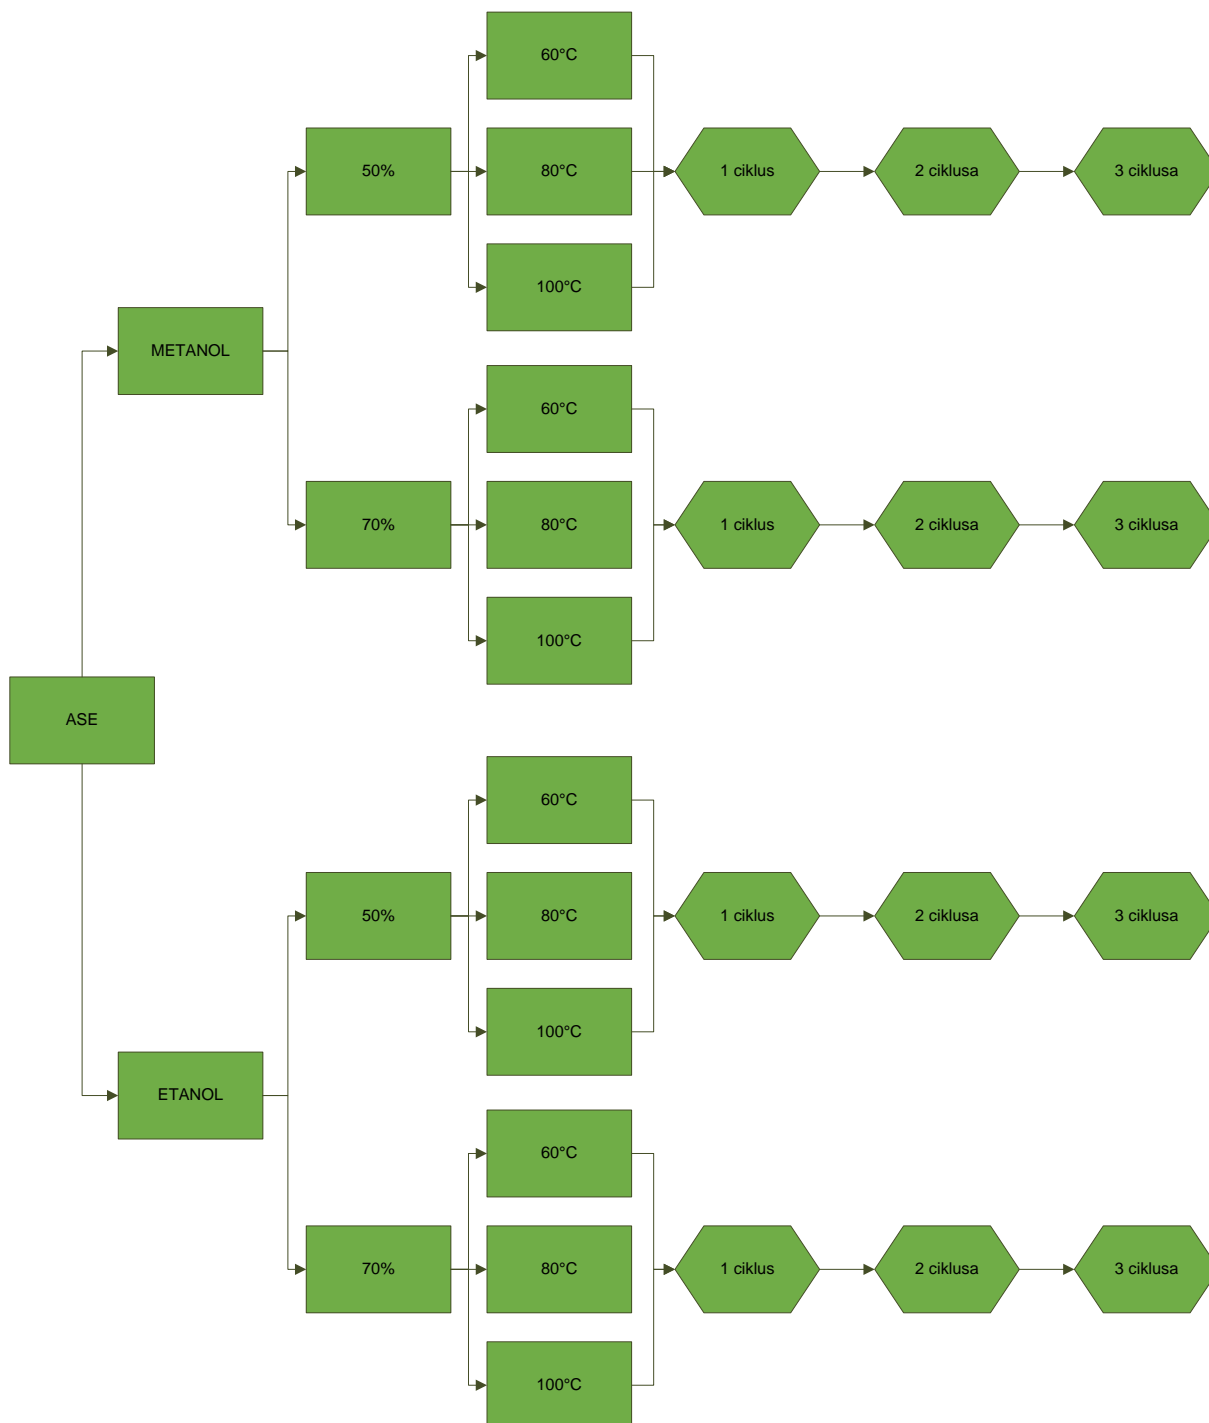 60°C
50%
80°C
1 ciklus
2 ciklusa
3 ciklusa
100°C
METANOL
60°C
70%
80°C
1 ciklus
2 ciklusa
3 ciklusa
100°C
ASE
60°C
50%
80°C
1 ciklus
2 ciklusa
3 ciklusa
100°C
ETANOL
60°C
70%
80°C
1 ciklus
2 ciklusa
3 ciklusa
100°C